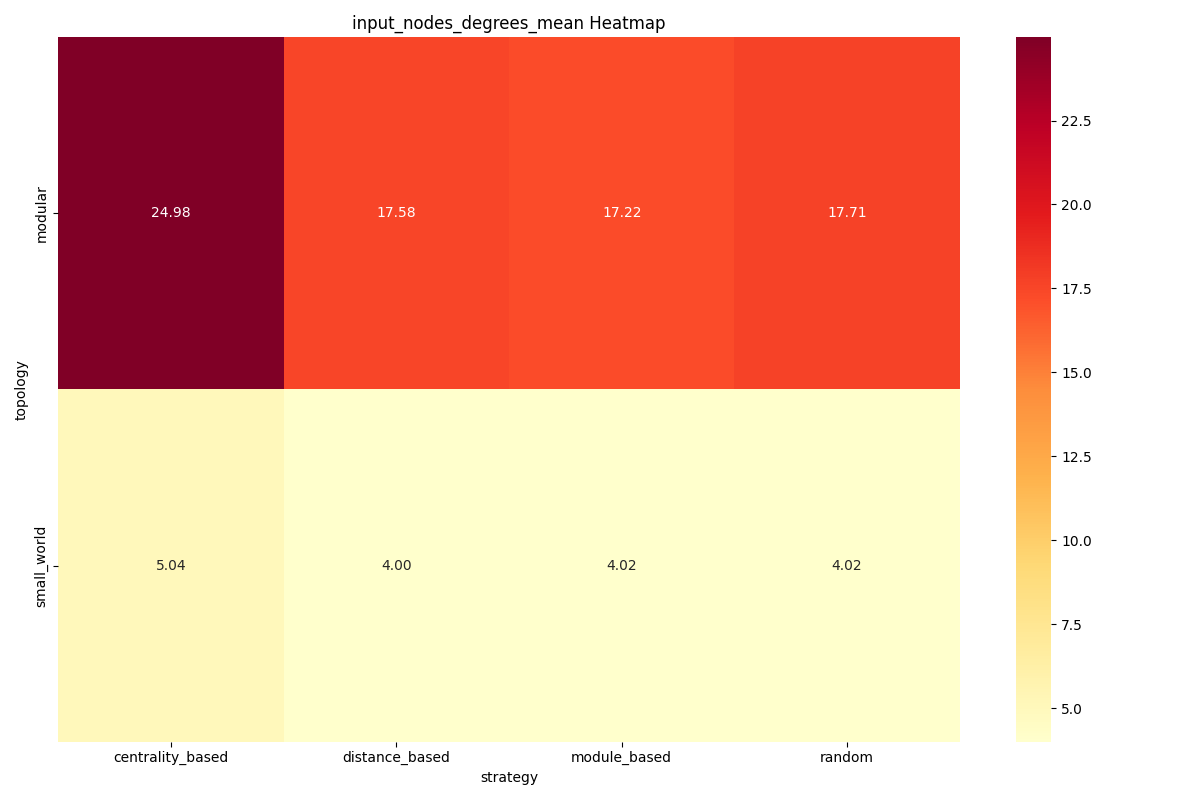 input_nodes_degrees_mean Heatmap
topology
modular
24.98 17.58 17.22 17.71
small_world
5.04 4.00 4.02 4.02
centrality_based distance_based module_based random
strategy
22.5
20.0
17.5
15.0
12.5
10.0
7.5
5.0